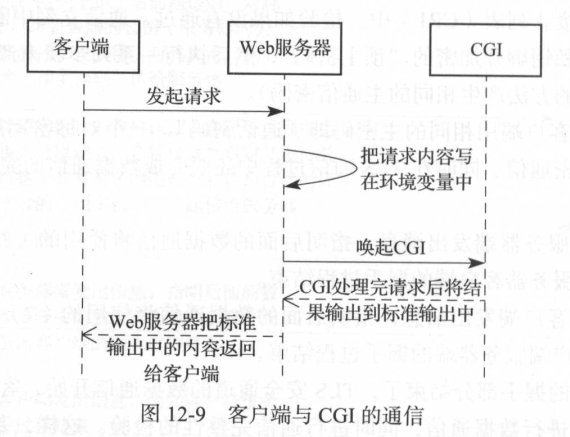 客户端
Web服务器
CGI
发起请求
把请求内容写
在环境变量中
唤起CGI
CGI处理完请求后将结
果输出到标准输出中
Web服务器把标准
输出中的内容返回
给客户端
图 12-9 客户端与 CGI 的通信